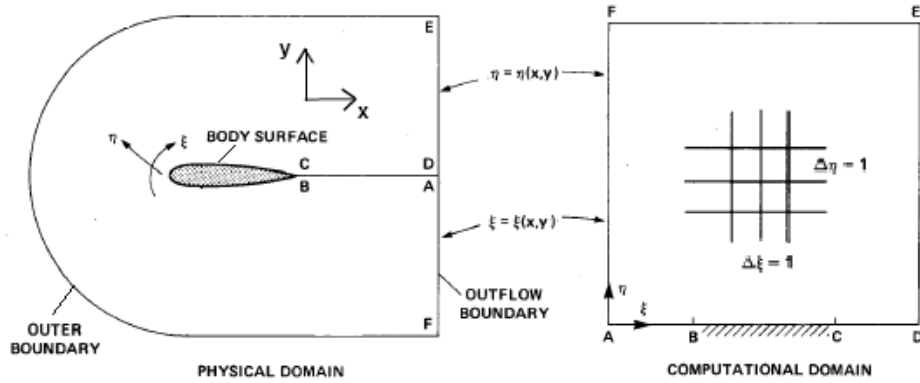 E
y
x
η
ξ
BODY SURFACE
C
B
D
A
OUTER
BOUNDARY
OUTFLOW
BOUNDARY
F
PHYSICAL DOMAIN
η = η(x,y)
ξ = ξ(x,y)
F
E
Δη = 1
Δξ = 1
η
ξ
A
B
C
D
COMPUTATIONAL DOMAIN